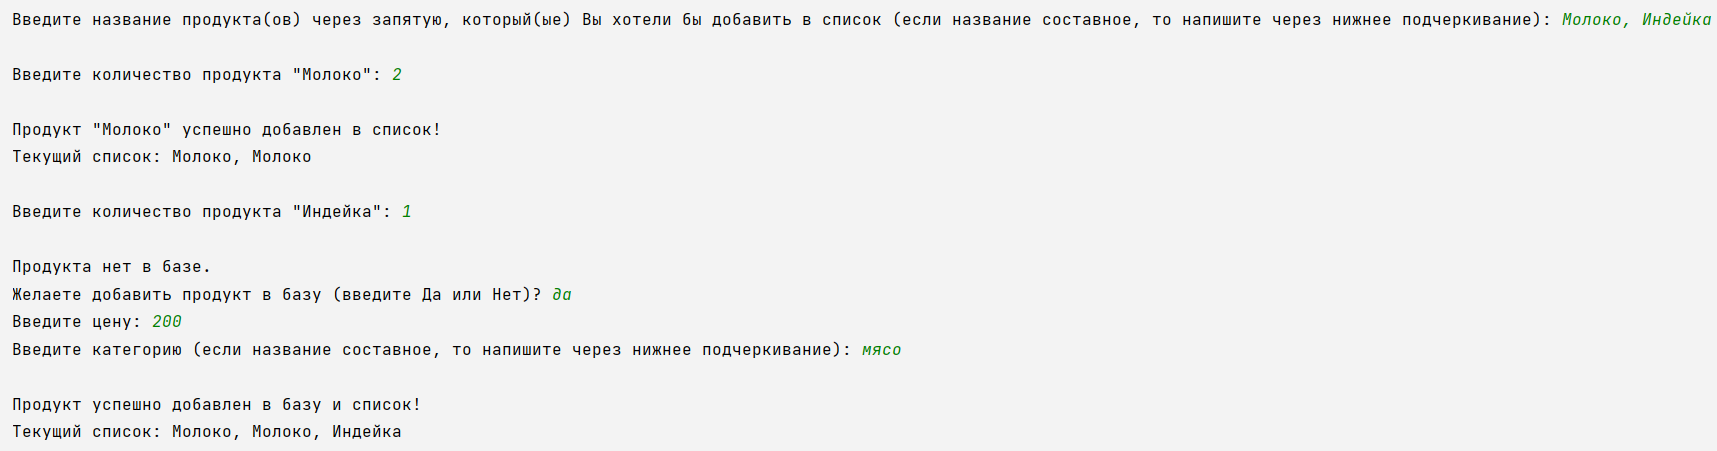 Введите название продукта(ов) через запятую, который(ые) Вы хотели бы добавить в список (если название составное, то напишите через нижнее подчеркивание): Молоко, Индейка
Введите количество продукта "Молоко": 2
Продукт "Молоко" успешно добавлен в список!
Текущий список: Молоко, Молоко
Введите количество продукта "Индейка": 1
Продукта нет в базе.
Желаете добавить продукт в базу (введите Да или Нет)? да
Введите цену: 200
Введите категорию (если название составное, то напишите через нижнее подчеркивание): мясо
Продукт успешно добавлен в базу и список!
Текущий список: Молоко, Молоко, Индейка